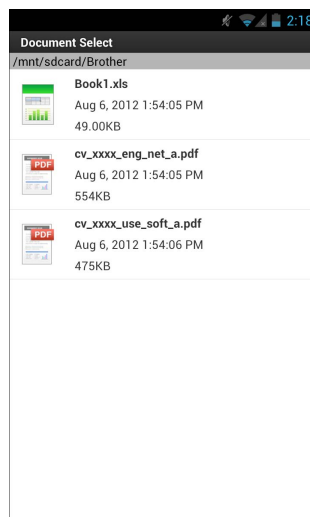 2:18
Document Select
/mnt/sdcard/Brother
Book1.xls
Aug 6, 2012 1:54:05 PM
49.00KB
PDF
cv_xxxx_eng_net_a.pdf
Aug 6, 2012 1:54:05 PM
554KB
PDF
cv_xxxx_use_soft_a.pdf
Aug 6, 2012 1:54:06 PM
475KB